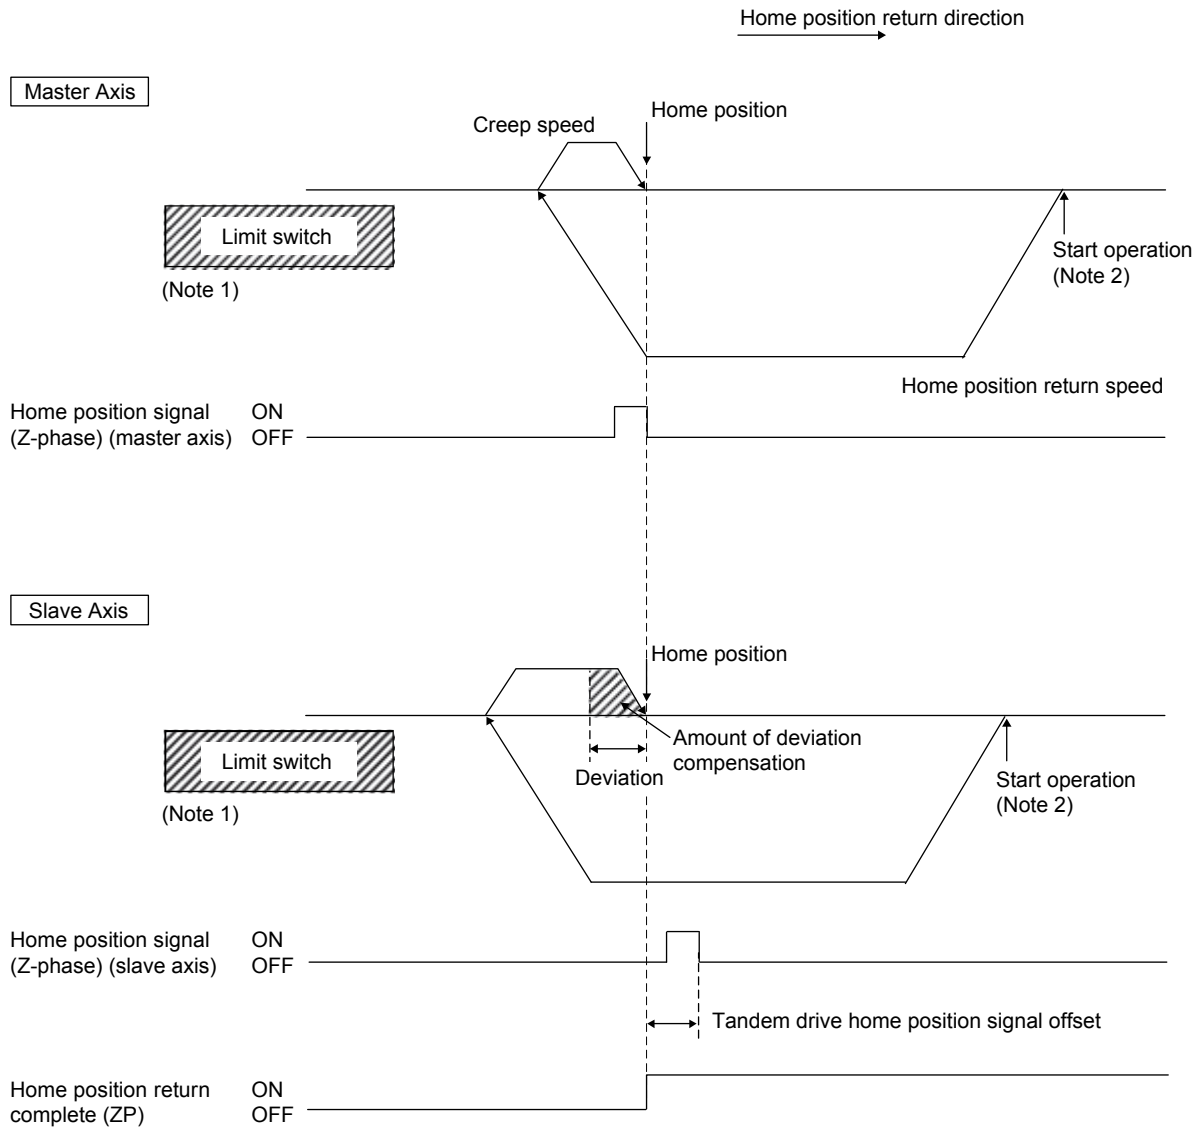 Home position return direction
Master Axis
Home position
Creep speed
Limit switch
Start operation
(Note 2)
(Note 1)
Home position return speed
Home position signal ON
(Z-phase) (master axis) OFF
Slave Axis
Home position
Amount of deviation
compensation
Limit switch
Deviation
Start operation
(Note 2)
(Note 1)
Home position signal ON
(Z-phase) (slave axis) OFF
Tandem drive home position signal offset
Home position return ON
complete (ZP) OFF